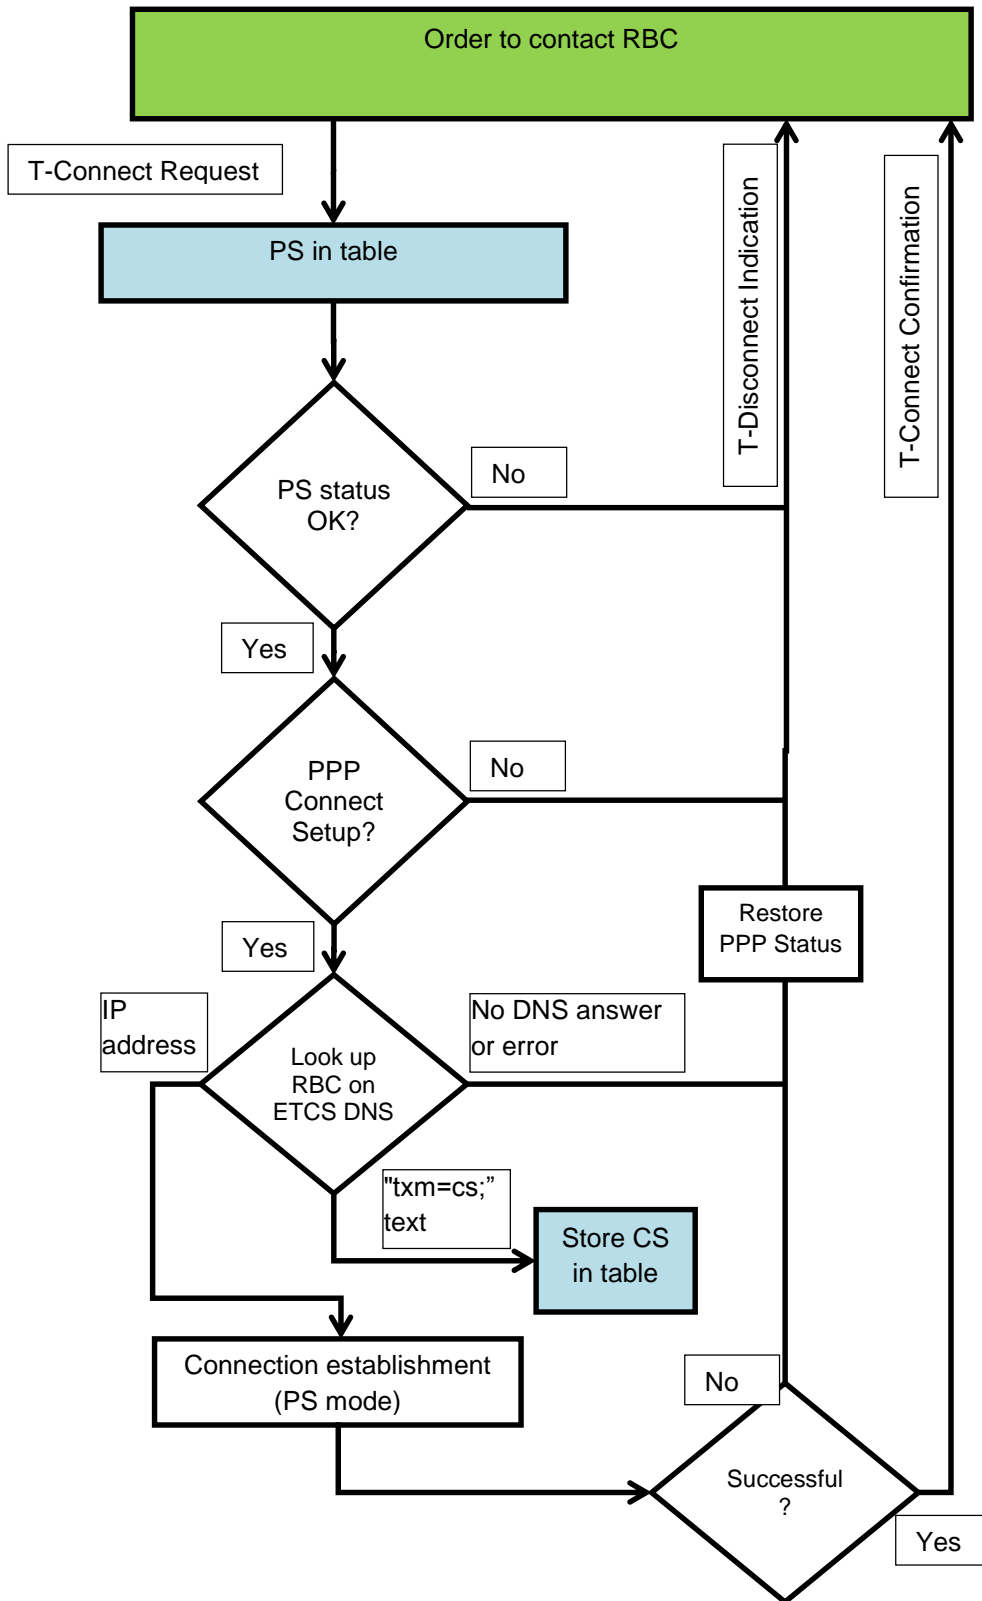 Order to contact RBC
T-Connect Request
T-Disconnect Indication
T-Connect Confirmation
PS in table
PS status
OK?
No
Yes
PPP
Connect
Setup?
No
Restore
PPP Status
Yes
IP
address
No DNS answer
or error
Look up
RBC on
ETCS DNS
"txm=cs;”
text
Store CS
in table
Connection establishment
(PS mode)
No
Successful
?
Yes